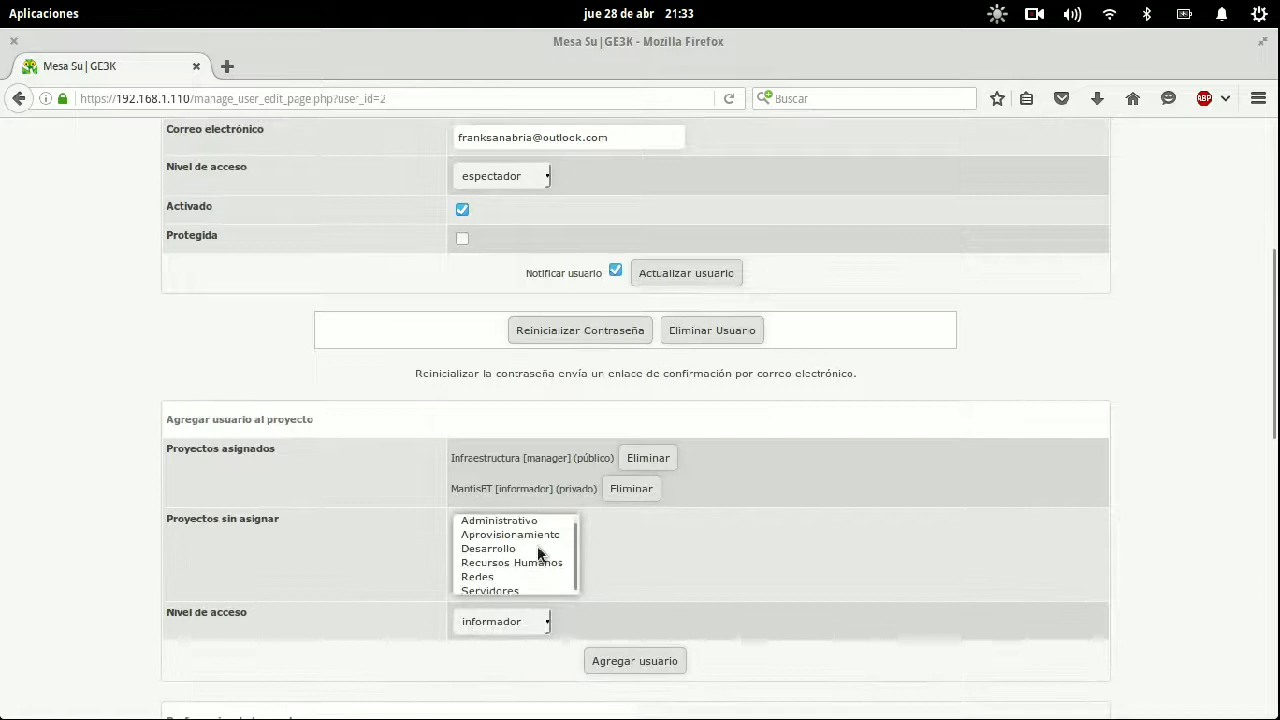 Aplicaciones
jue 28 de abr 21:33
Mesa Su|GE3K - Mozilla Firefox
Mesa Su|GE3K
https://192.168.1.110/manage_user_edit_page.php?user_id=2
Buscar
ABP
Correo electrónico
franksanabria@outlock.com
Nivel de acceso
espectador
Activado
Protegida
Notificar usuario
Actualizar usuario
Reinicializar Contraseña
Eliminar Usuario
Reinicializar la contraseña envía un enlace de confirmación por correo electrónico.
Agregar usuario al proyecto
Proyectos asignados
Infraestructura [manager] (público)
Eliminar
MantisBT [informador] (privado)
Eliminar
Proyectos sin asignar
Administrativo
Aprovisionamiento
Desarrollo
Recursos Humanos
Redes
Servidores
Nivel de acceso
informador
Agregar usuario